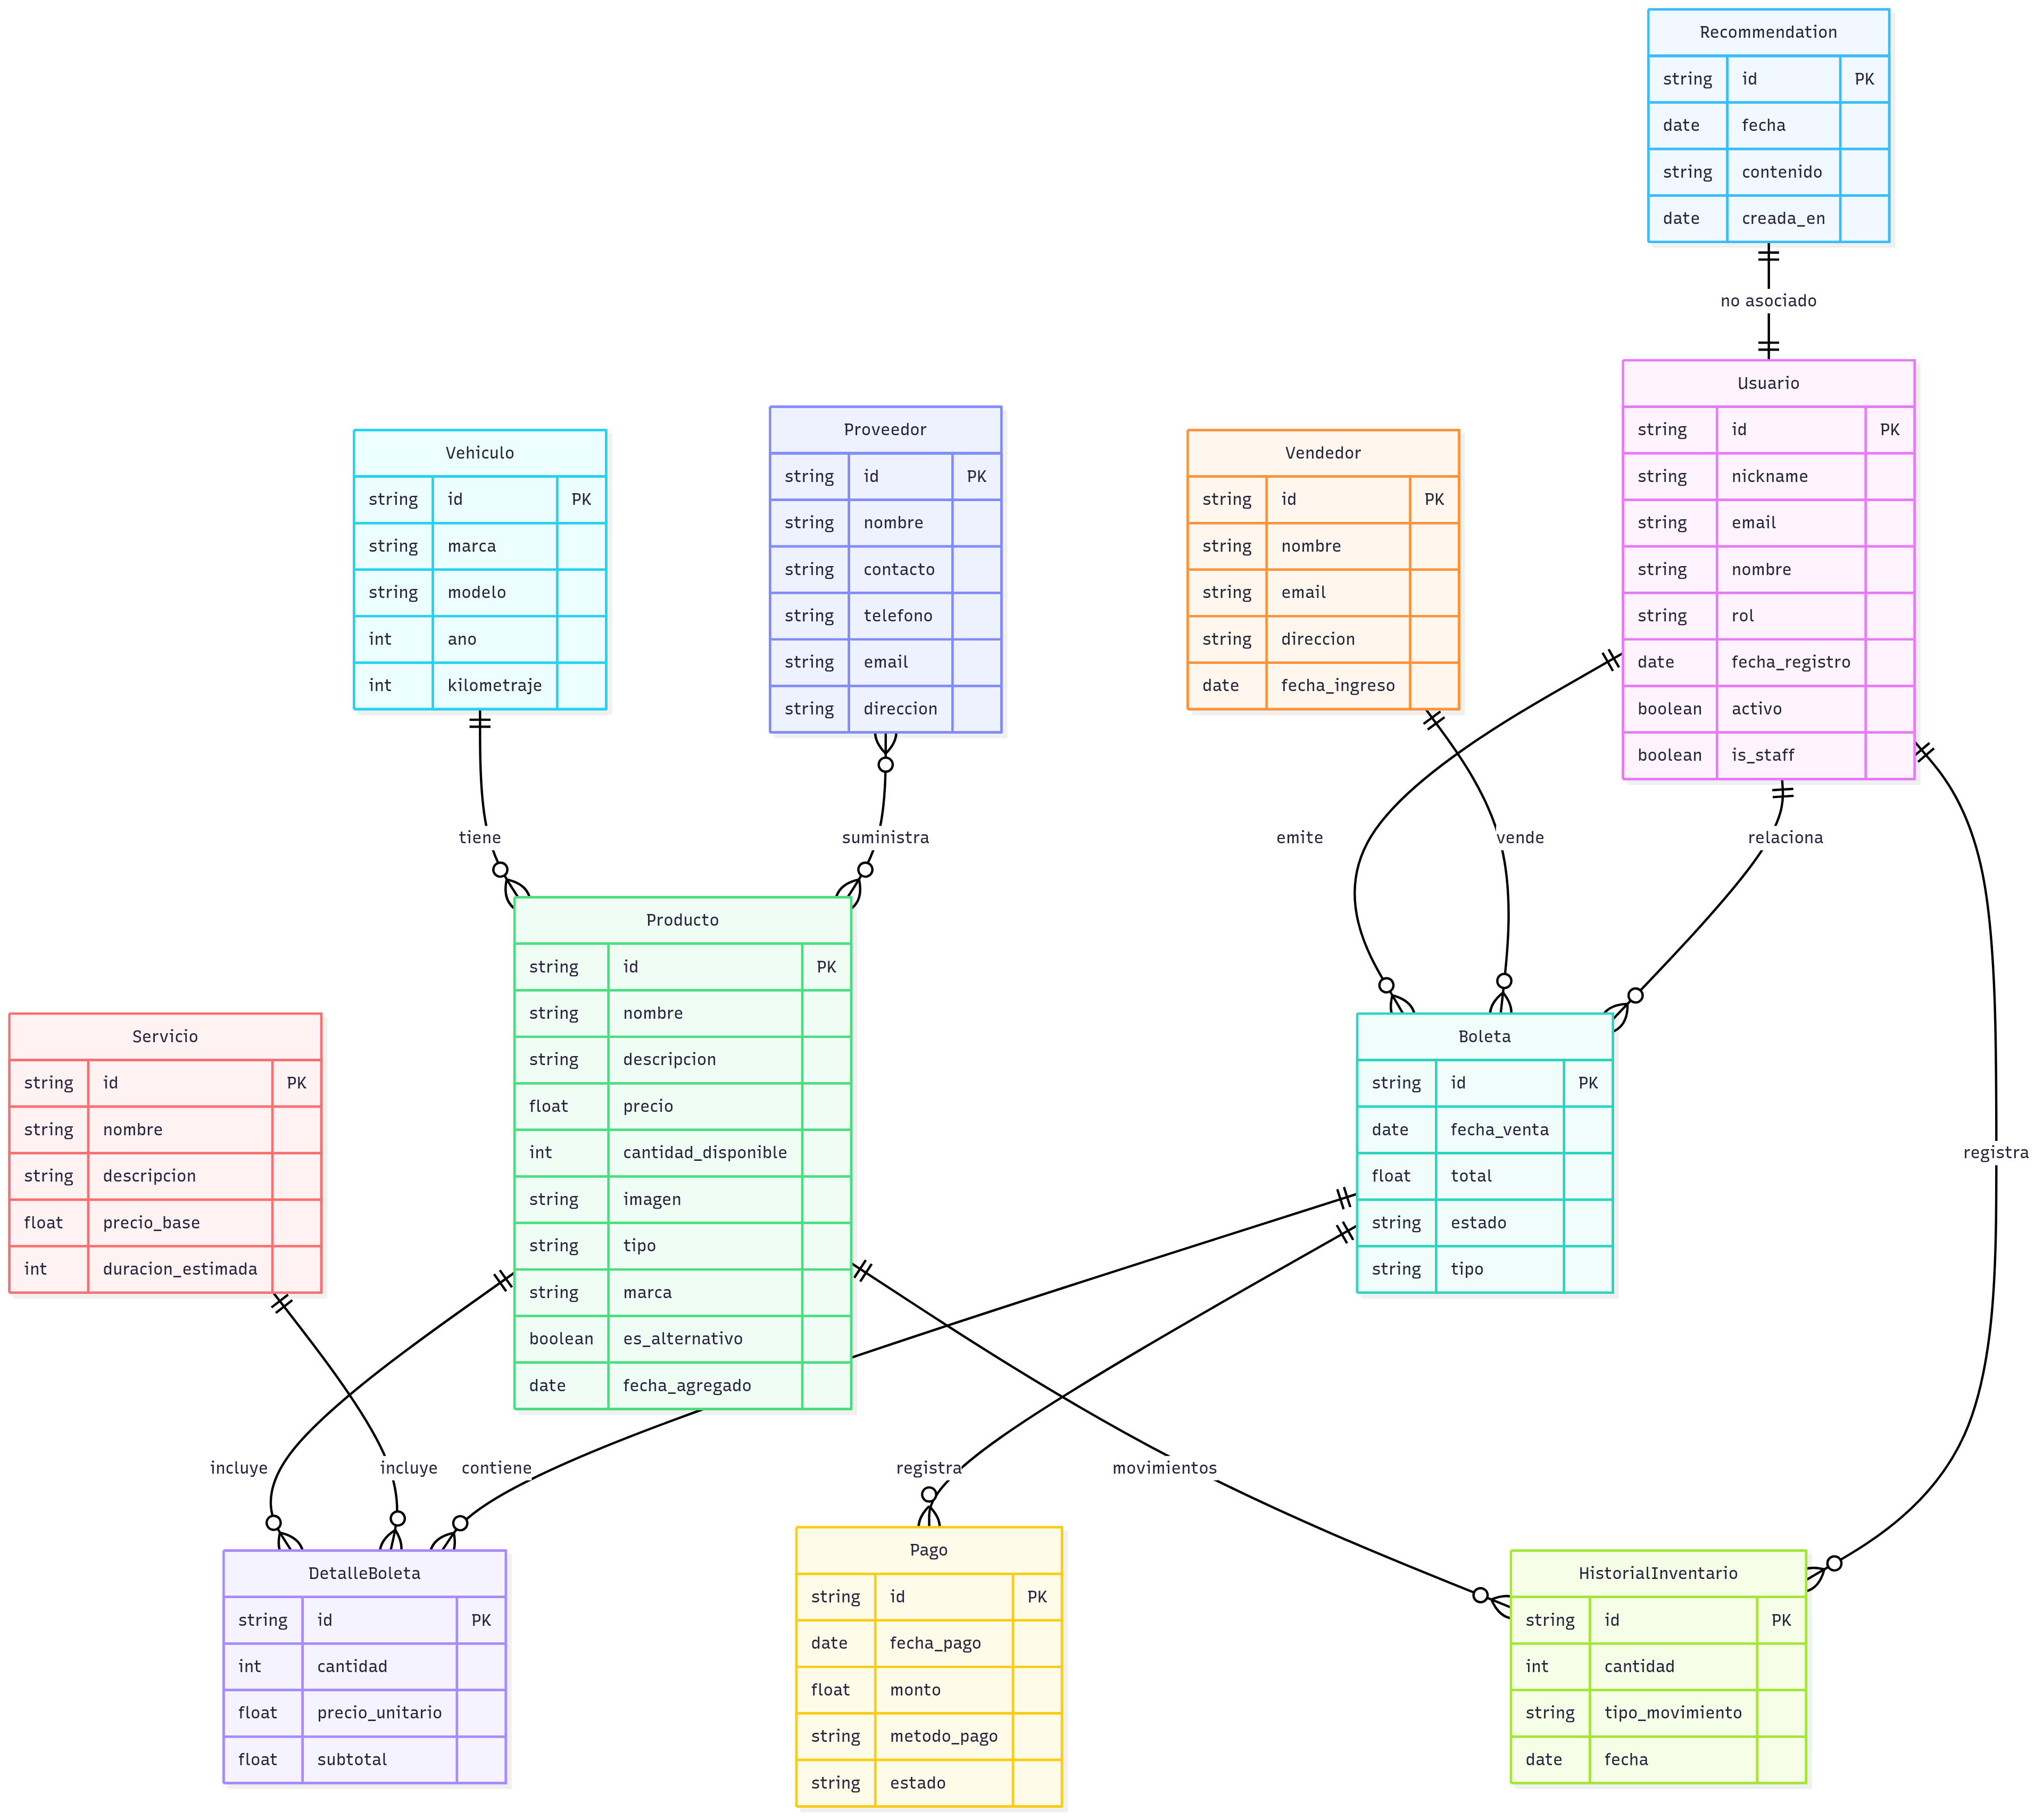 Recommendation
string id PK
date fecha
string contenido
date creada_en
no asociado
Usuario
string id PK
string nickname
string email
string nombre
string rol
date fecha_registro
boolean activo
boolean is_staff
Vehiculo
string id PK
string marca
string modelo
int ano
int kilometraje
Proveedor
string id PK
string nombre
string contacto
string telefono
string email
string direccion
Vendedor
string id PK
string nombre
string email
string direccion
date fecha_ingreso
tiene
suministra
emite
vende
relaciona
Producto
string id PK
string nombre
string descripcion
float precio
int cantidad_disponible
string imagen
string tipo
string marca
boolean es_alternativo
date fecha_agregado
Servicio
string id PK
string nombre
string descripcion
float precio_base
int duracion_estimada
Boleta
string id PK
date fecha_venta
float total
string estado
string tipo
registra
incluye
incluye
contiene
registra
movimientos
DetalleBoleta
string id PK
int cantidad
float precio_unitario
float subtotal
Pago
string id PK
date fecha_pago
float monto
string metodo_pago
string estado
HistorialInventario
string id PK
int cantidad
string tipo_movimiento
date fecha